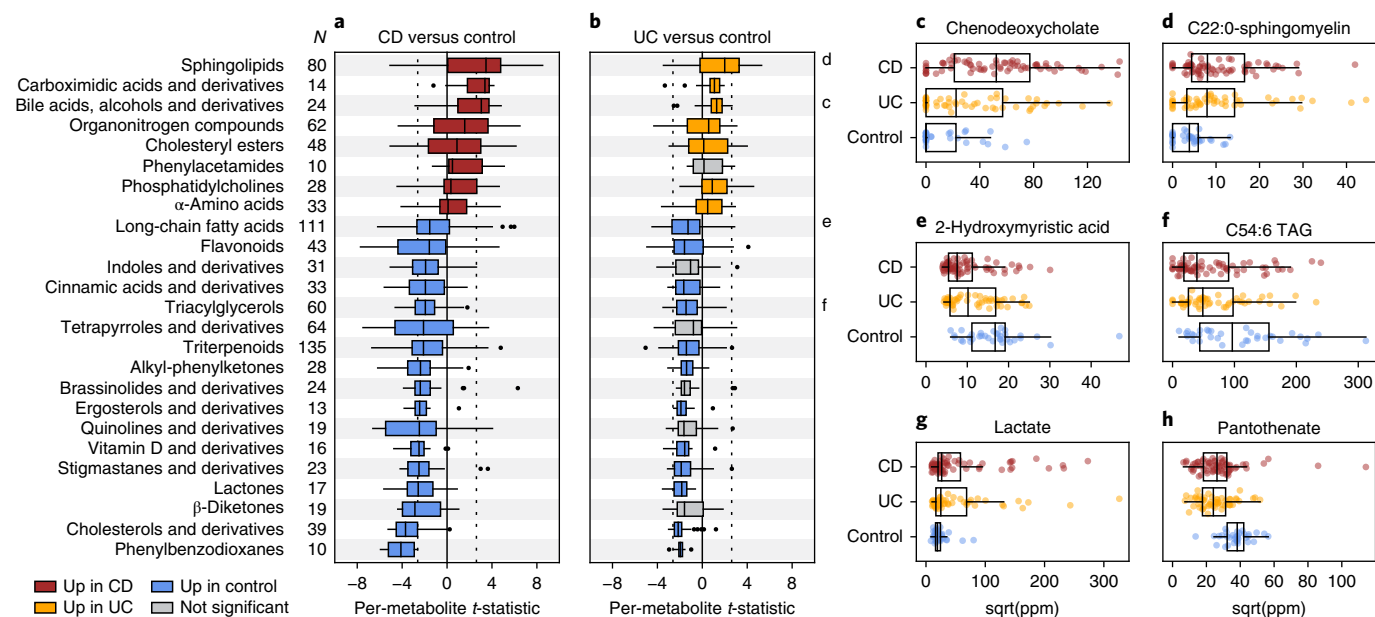 a
b
N
CD versus control
UC versus control
Sphingolipids 80
Carboximidic acids and derivatives 14
Bile acids, alcohols and derivatives 24
Organonitrogen compounds 62
Cholesteryl esters 48
Phenylacetamides 10
Phosphatidylcholines 28
α-Amino acids 33
Long-chain fatty acids 111
Flavonoids 43
Indoles and derivatives 31
Cinnamic acids and derivatives 33
Triacylglycerols 60
Tetrapyrroles and derivatives 64
Triterpenoids 135
Alkyl-phenylketones 28
Brassinolides and derivatives 24
Ergosterols and derivatives 13
Quinolines and derivatives 19
Vitamin D and derivatives 16
Stigmastanes and derivatives 23
Lactones 17
β-Diketones 19
Cholesterols and derivatives 39
Phenylbenzodioxanes 10
d
c
e
f
−8 −4 0 4 8
−8 −4 0 4 8
Per-metabolite t-statistic
Per-metabolite t-statistic
Up in CD
Up in control
Up in UC
Not significant
c
Chenodeoxycholate
CD
UC
Control
0 40 80 120
d
C22:0-sphingomyelin
0 10 20 30 40
e
2-Hydroxymyristic acid
CD
UC
Control
0 10 20 30 40
f
C54:6 TAG
0 100 200 300
g
Lactate
CD
UC
Control
0 100 200 300
sqrt(ppm)
h
Pantothenate
0 20 40 60 80 100
sqrt(ppm)